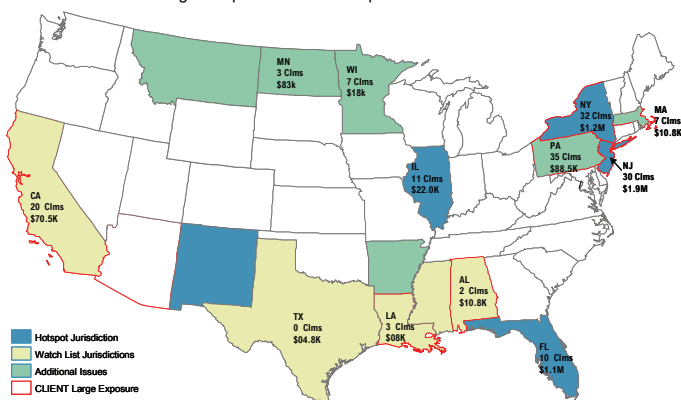 MN
3 Clms
$83k
WI
7 Clms
$18k
NY
32 Clms
$1.2M
MA
7 Clms
$10.8K
PA
35 Clms
$88.5K
NJ
30 Clms
$1.9M
IL
11 Clms
$22.0K
CA
20 Clms
$70.5K
TX
0 Clms
$04.8K
LA
3 Clms
$08K
AL
2 Clms
$10.8K
FL
10 Clms
$1.1M
Hotspot Jurisdiction
Watch List Jurisdictions
Additional Issues
CLIENT Large Exposure